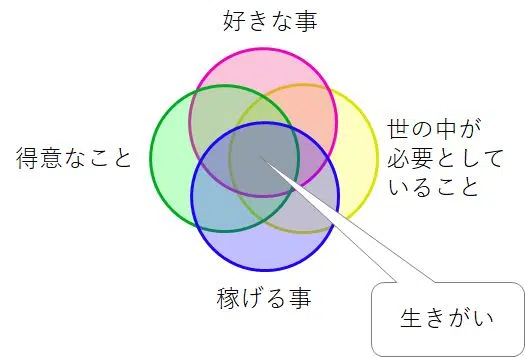 好きな事
得意なこと
世の中が
必要として
いること
稼げる事
生きがい